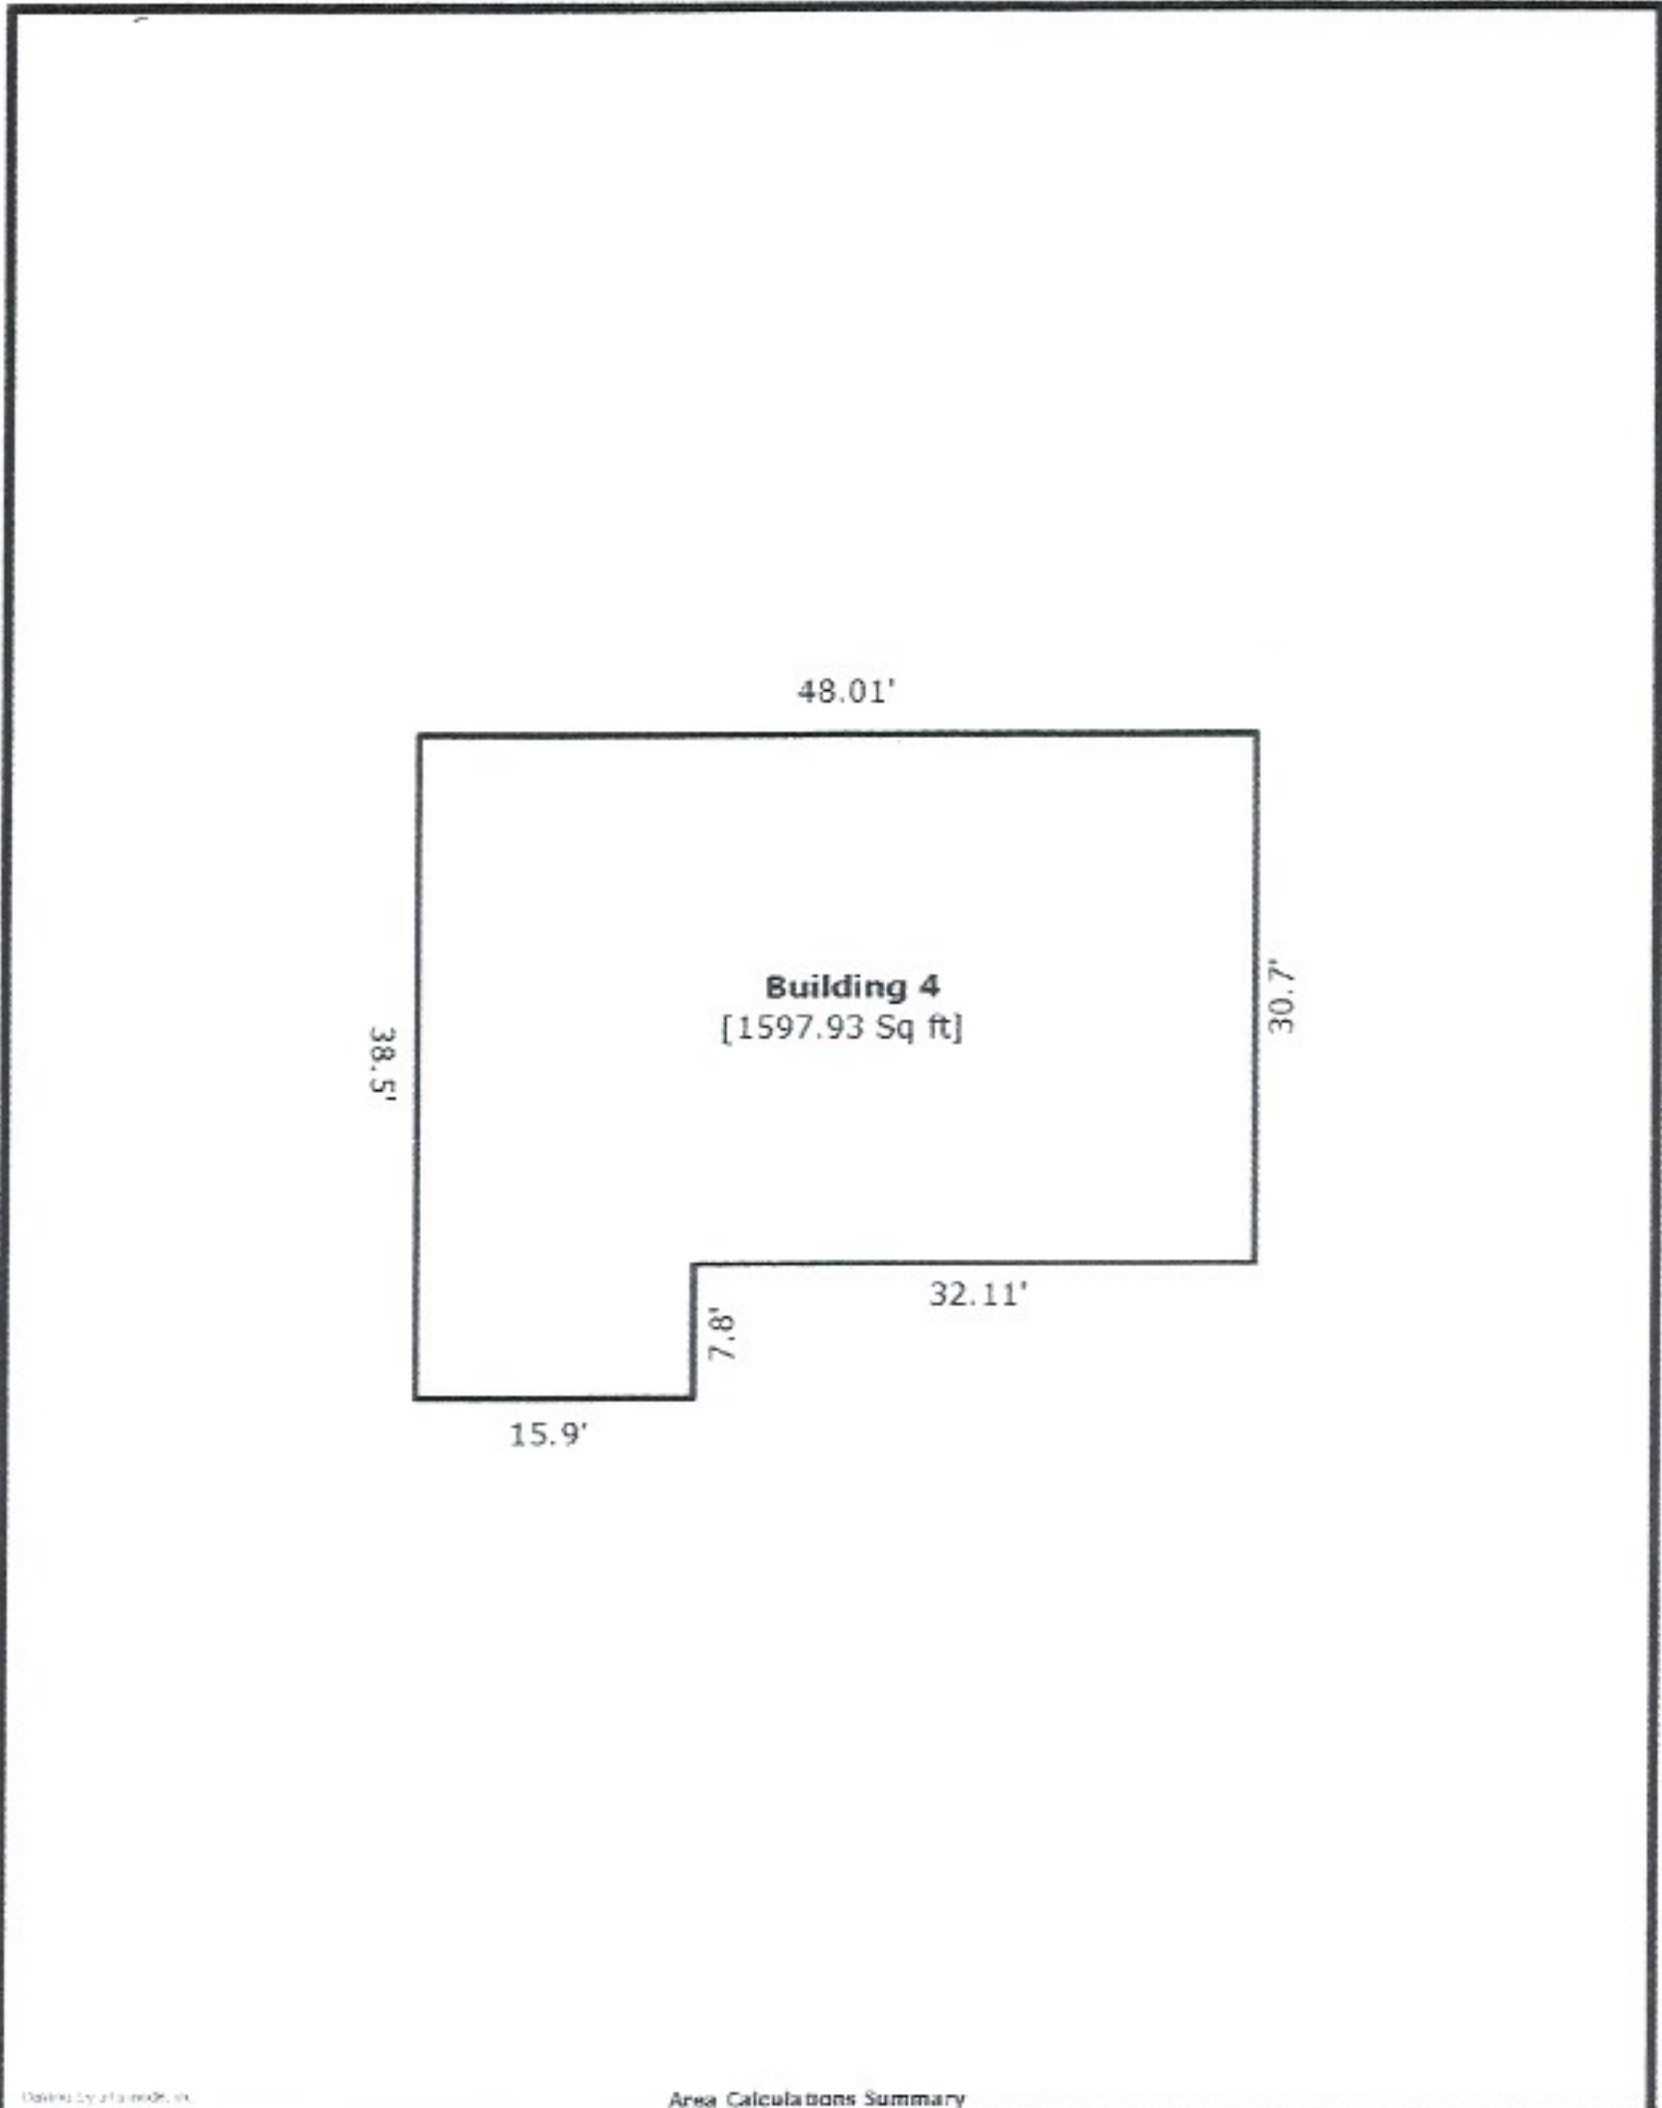 48.01'
Building 4
[1597.93 Sq ft]
30.7'
38.5'
32.11'
7.8'
15.9'
Area Calculations Summary